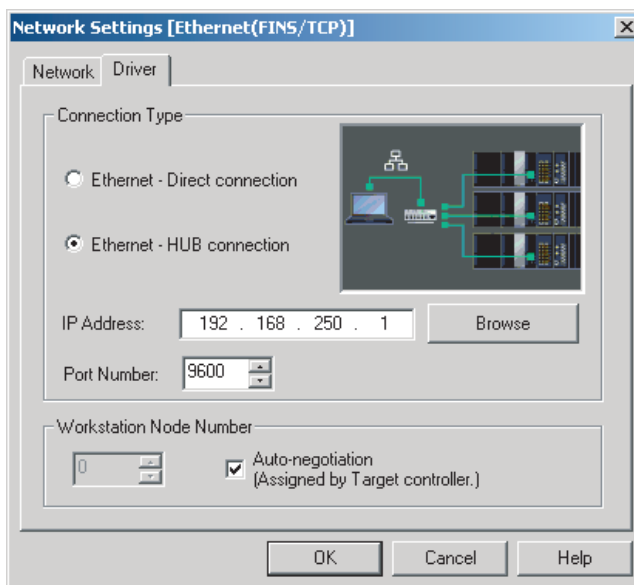 Network Settings [Ethernet(FINS/TCP)]
Network Driver
Connection Type
Ethernet - Direct connection
Ethernet - HUB connection
IP Address: 192 . 168 . 250 . 1 Browse
Port Number: 9600
Workstation Node Number
0
Auto-negotiation
(Assigned by Target controller.)
OK Cancel Help